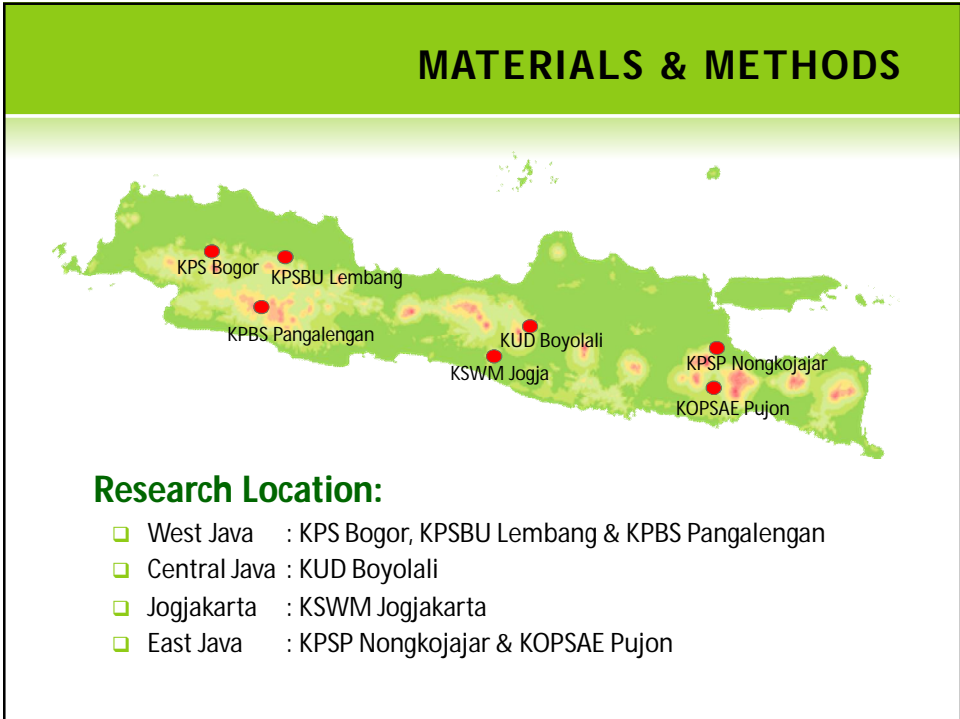 MATERIALS & METHODS
KPS Bogor
KPSBU Lembang
KPBS Pangalengan
KUD Boyolali
KSWM Jogja
KPSP Nongkojajar
KOPSAE Pujon
Research Location:
West Java : KPS Bogor, KPSBU Lembang & KPBS Pangalengan
Central Java : KUD Boyolali
Jogjakarta : KSWM Jogjakarta
East Java : KPSP Nongkojajar & KOPSAE Pujon